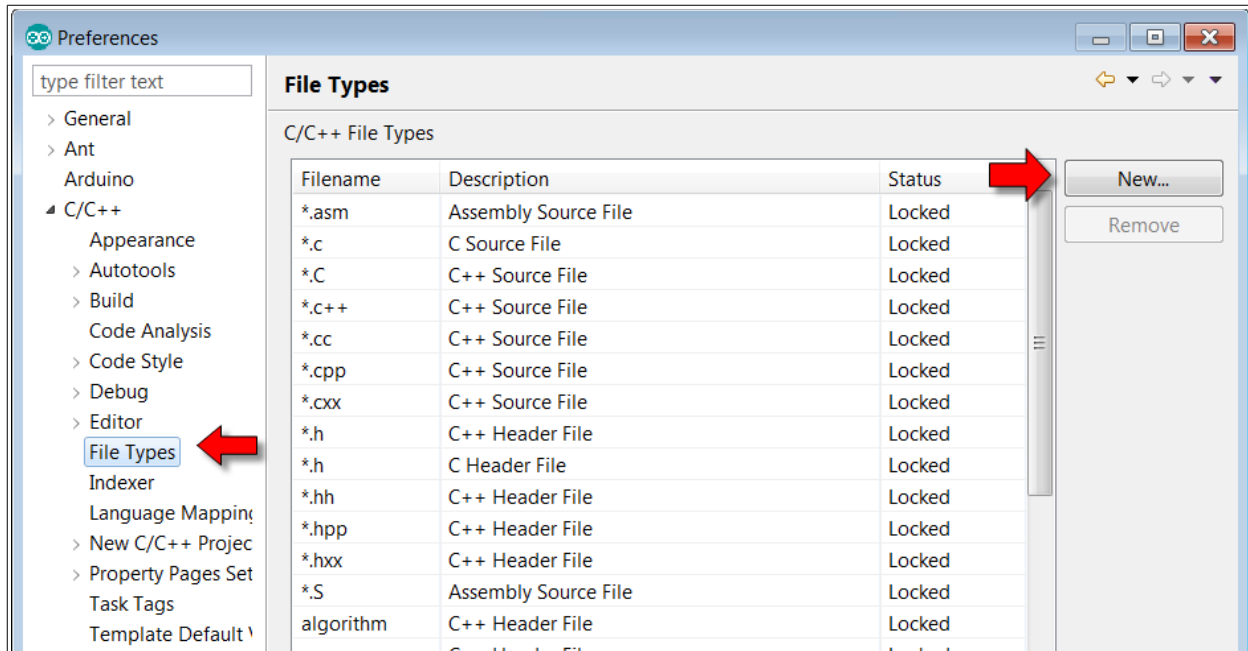 Preferences
type filter text
General
Ant
Arduino
C/C++
Appearance
Autotools
Build
Code Analysis
Code Style
Debug
Editor
File Types
Indexer
Language Mapping
New C/C++ Projec
Property Pages Set
Task Tags
Template Default
File Types
C/C++ File Types
Filename Description Status
*.asm Assembly Source File Locked
*.c C Source File Locked
*.C C++ Source File Locked
*.c++ C++ Source File Locked
*.cc C++ Source File Locked
*.cpp C++ Source File Locked
*.cxx C++ Source File Locked
*.h C++ Header File Locked
*.h C Header File Locked
*.hh C++ Header File Locked
*.hpp C++ Header File Locked
*.hxx C++ Header File Locked
*.S Assembly Source File Locked
algorithm C++ Header File Locked
New...
Remove